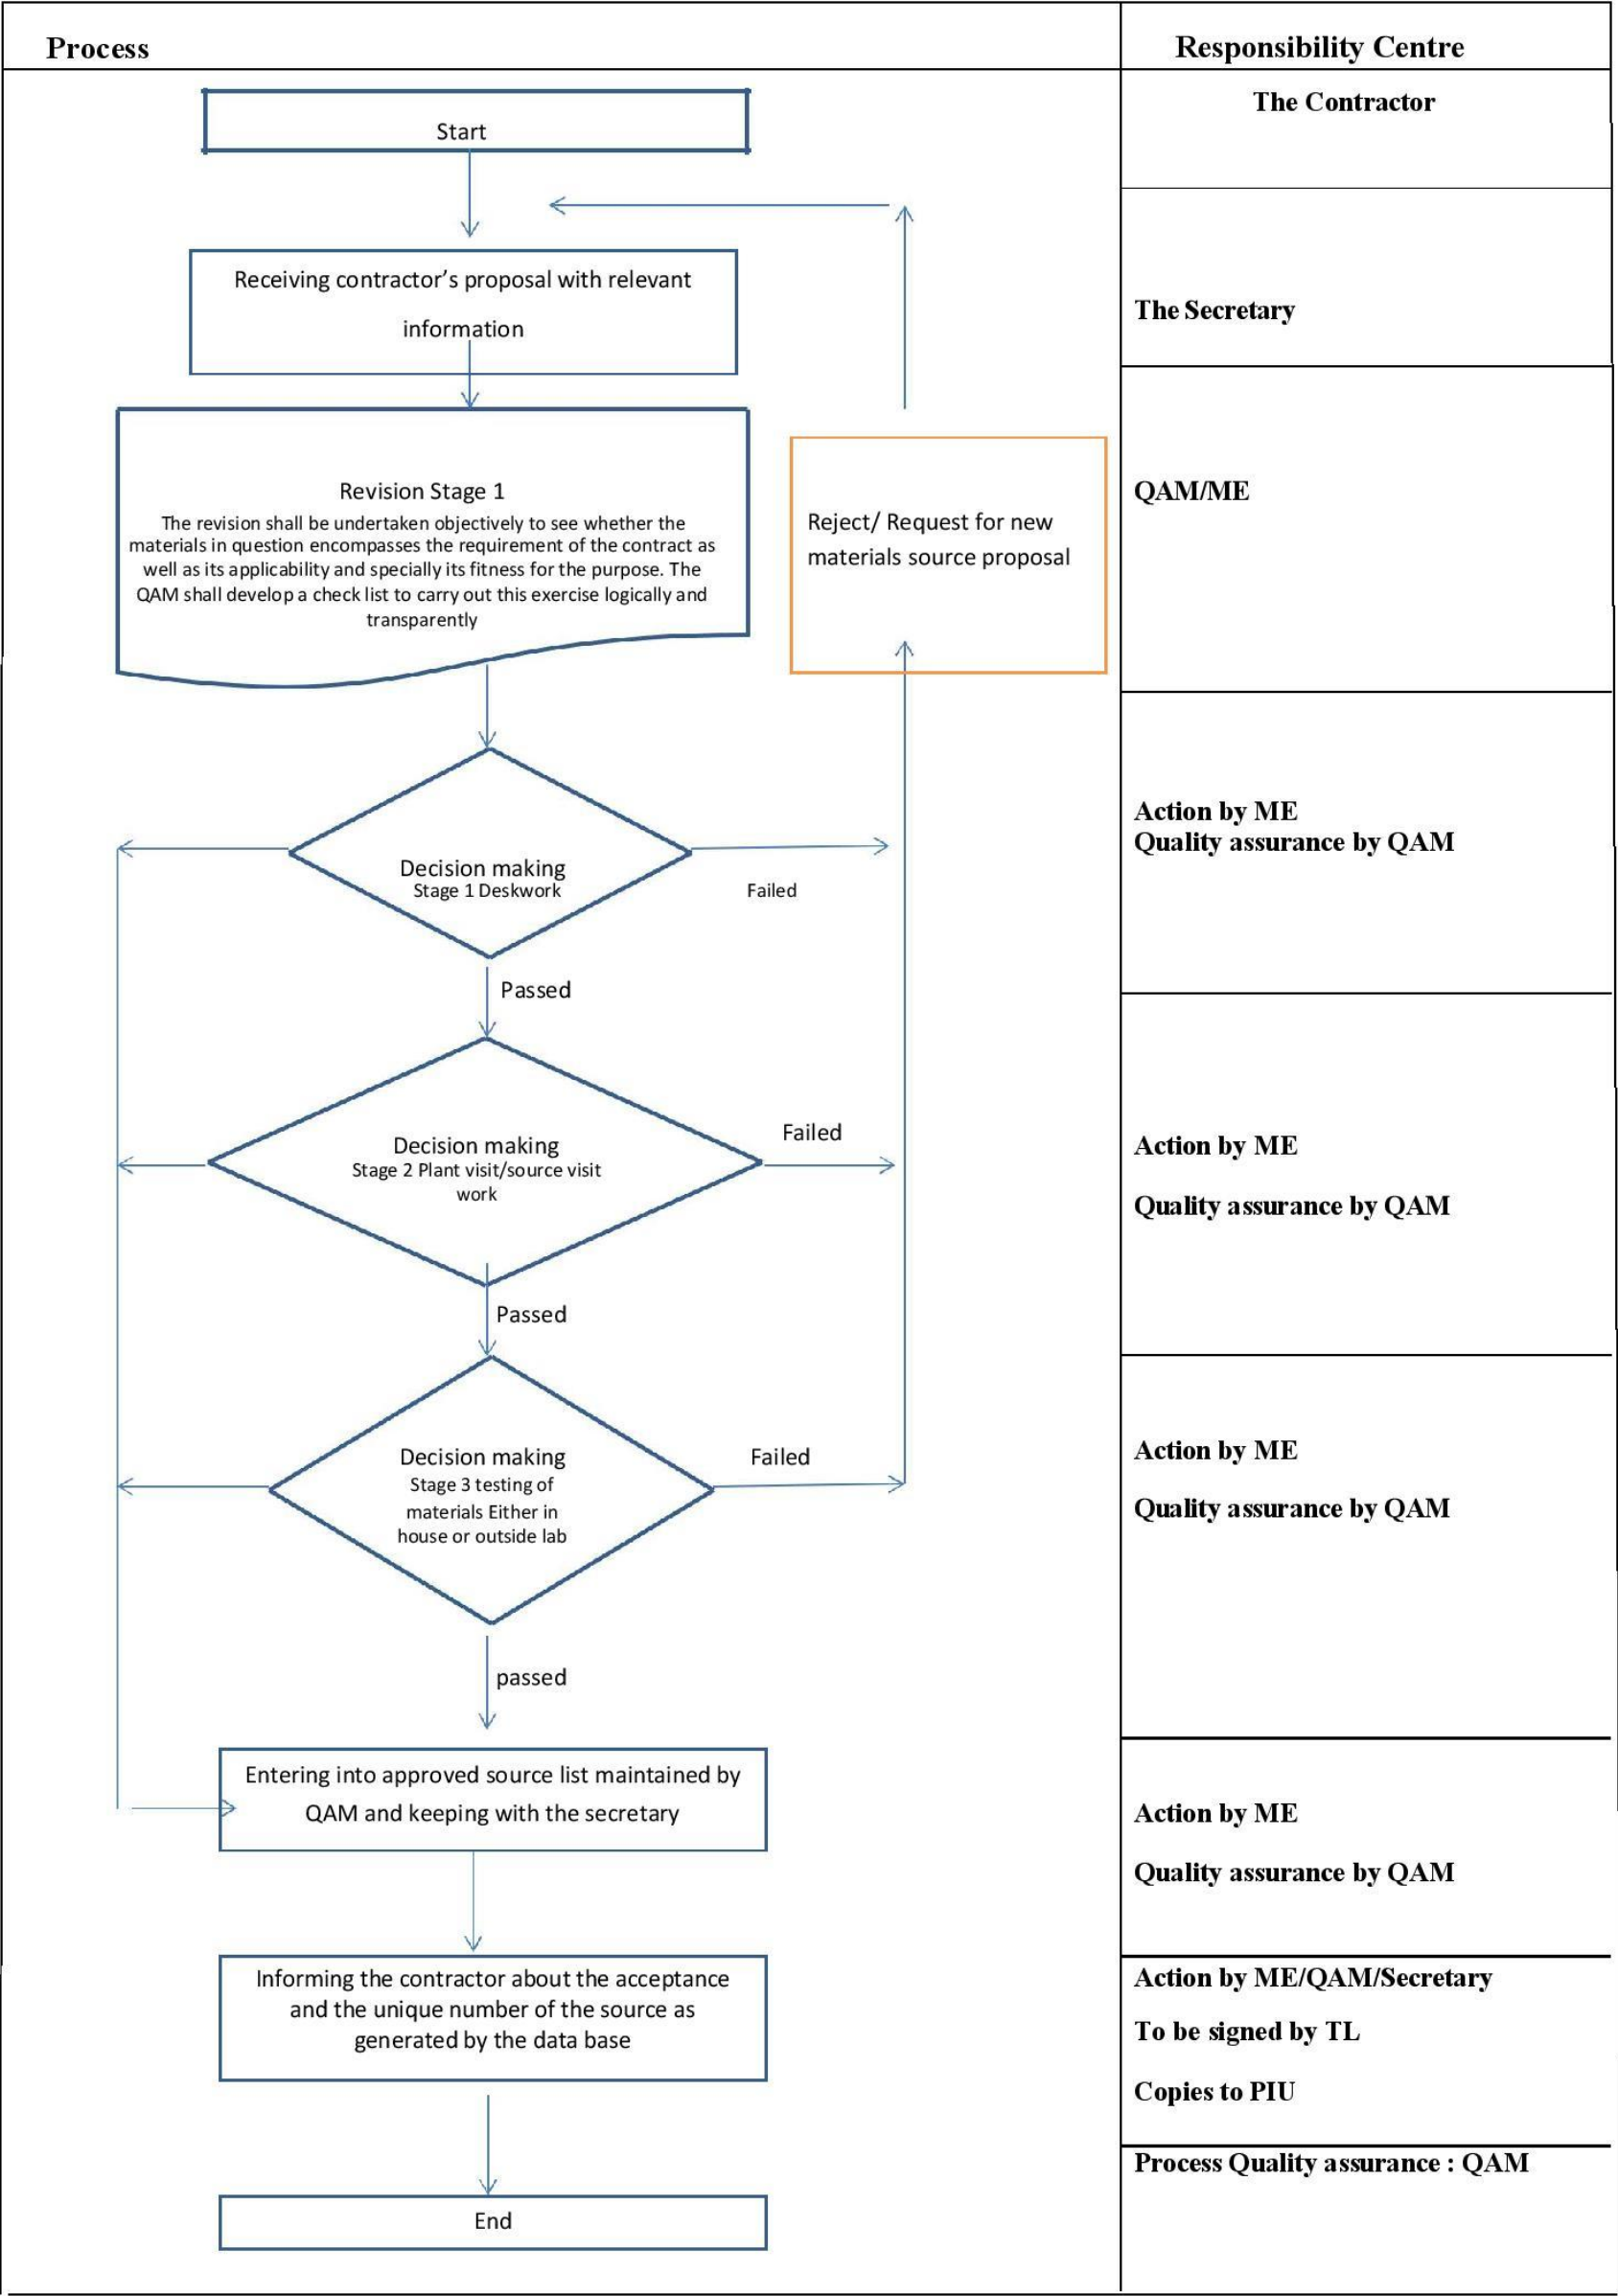 Process
Responsibility Centre
The Contractor
Start
Receiving contractor’s proposal with relevant
information
The Secretary
Revision Stage 1
The revision shall be undertaken objectively to see whether the
materials in question encompasses the requirement of the contract as
well as its applicability and specially its fitness for the purpose. The
QAM shall develop a check list to carry out this exercise logically and
transparently
Reject/ Request for new
materials source proposal
QAM/ME
Decision making
Stage 1 Deskwork
Failed
Passed
Action by ME
Quality assurance by QAM
Decision making
Stage 2 Plant visit/source visit
work
Failed
Passed
Action by ME
Quality assurance by QAM
Decision making
Stage 3 testing of
materials Either in
house or outside lab
Failed
passed
Action by ME
Quality assurance by QAM
Entering into approved source list maintained by
QAM and keeping with the secretary
Action by ME
Quality assurance by QAM
Informing the contractor about the acceptance
and the unique number of the source as
generated by the data base
Action by ME/QAM/Secretary
To be signed by TL
Copies to PIU
End
Process Quality assurance : QAM